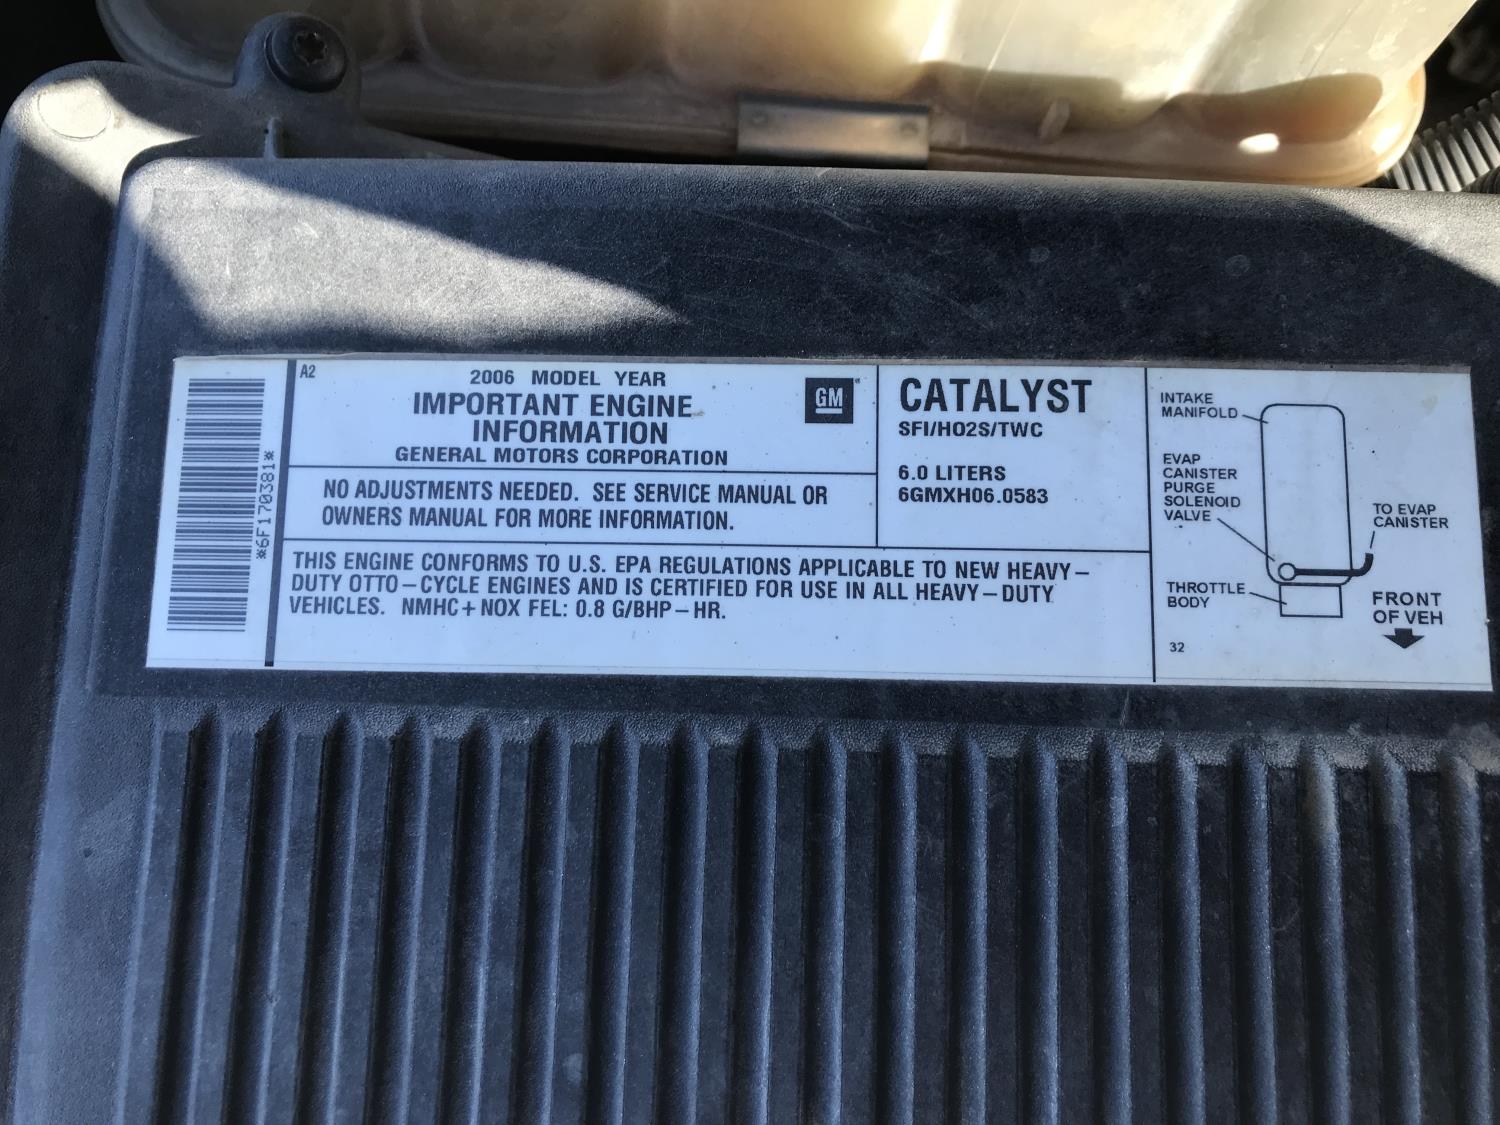 *6F170381*
A2
2006 MODEL YEAR
IMPORTANT ENGINE
INFORMATION
GENERAL MOTORS CORPORATION
GM
NO ADJUSTMENTS NEEDED. SEE SERVICE MANUAL OR
OWNERS MANUAL FOR MORE INFORMATION.
CATALYST
SFI/HO2S/TWC
6.0 LITERS
6GMXH06.0583
THIS ENGINE CONFORMS TO U.S. EPA REGULATIONS APPLICABLE TO NEW HEAVY–
DUTY OTTO–CYCLE ENGINES AND IS CERTIFIED FOR USE IN ALL HEAVY–DUTY
VEHICLES. NMHC+NOX FEL: 0.8 G/BHP–HR.
INTAKE
MANIFOLD
EVAP
CANISTER
PURGE
SOLENOID
VALVE
TO EVAP
CANISTER
THROTTLE
BODY
FRONT
OF VEH
32